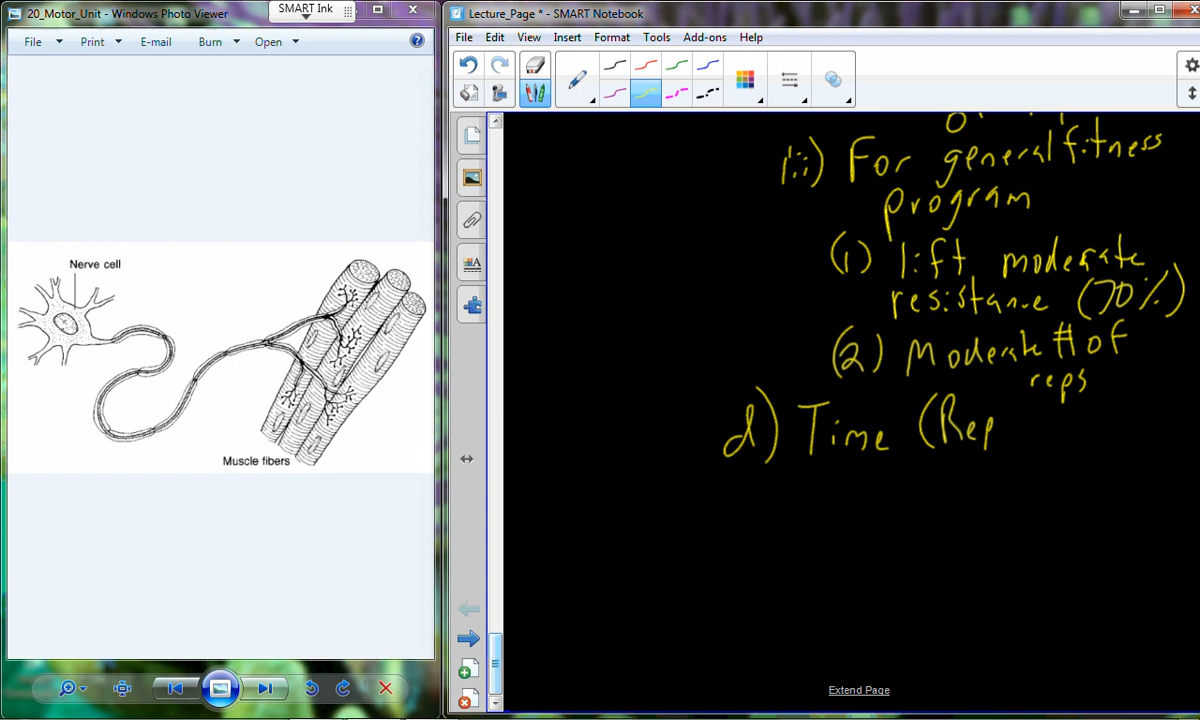 20_Motor_Unit - Windows Photo Viewer
SMART Ink
File Print E-mail Burn Open
Nerve cell
Muscle fibers
Lecture_Page * - SMART Notebook
File Edit View Insert Format Tools Add-ons Help
iii) For general fitness
program
(1) lift moderate
resistance (70%)
(2) Moderate # of
reps
d) Time (Rep
Extend Page